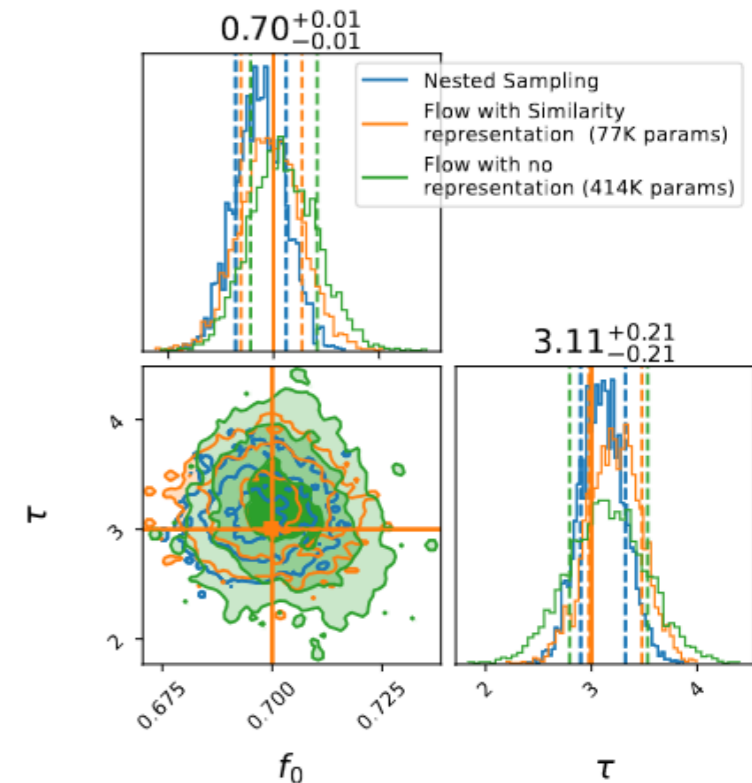 0.70+0.01−0.01
Nested Sampling
Flow with Similarity
representation (77K params)
Flow with no
representation (414K params)
3.11+0.21−0.21
4
3
2
τ
0.675
0.700
0.725
f0
2
3
4
τ